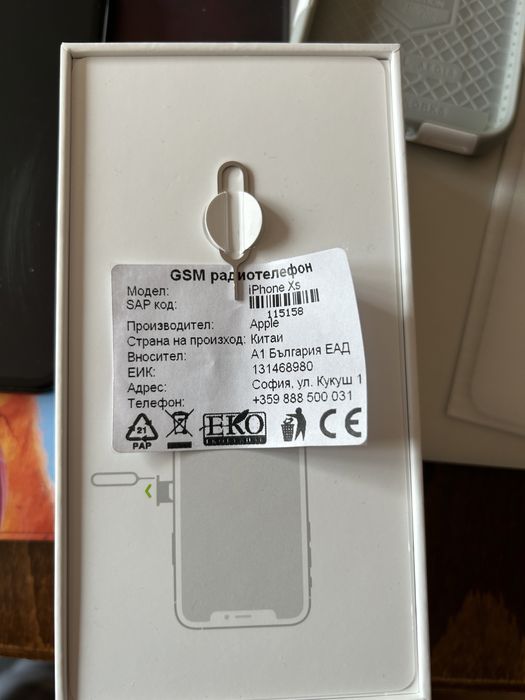 GSM радиотелефон
Модел: iPhone Xs
SAP код:
115158
Производител: Apple
Страна на произход: Китай
Вносител: А1 България ЕАД
ЕИК: 131468980
Адрес: София, ул. Кукуш 1
Телефон: +359 888 500 031
21
PAP
ЕКО
CE